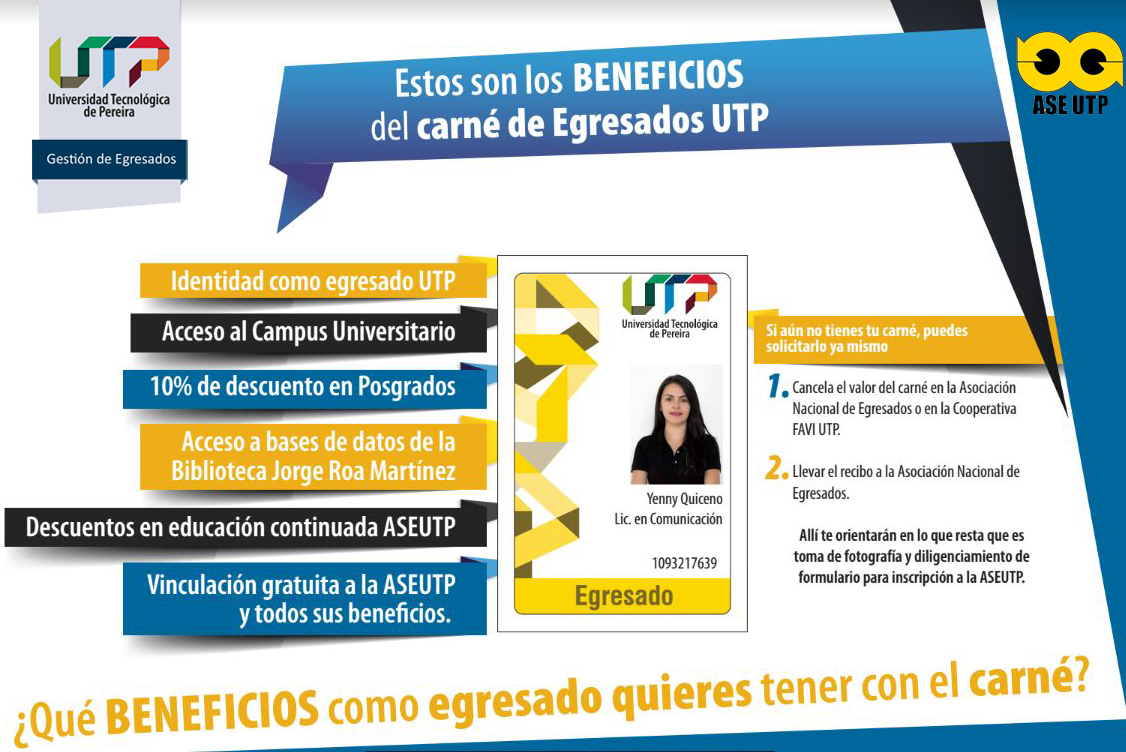 UTP
Universidad Tecnológica
de Pereira
Gestión de Egresados
Estos son los BENEFICIOS
del carné de Egresados UTP
ASE UTP
Identidad como egresado UTP
Acceso al Campus Universitario
10% de descuento en Posgrados
Acceso a bases de datos de la
Biblioteca Jorge Roa Martínez
Descuentos en educación continuada ASEUTP
Vinculación gratuita a la ASEUTP
y todos sus beneficios.
UTP
Universidad Tecnológica
de Pereira
Yenny Quiceno
Lic. en Comunicación
1093217639
Egresado
Si aún no tienes tu carné, puedes
solicitarlo ya mismo
1. Cancela el valor del carné en la Asociación
Nacional de Egresados o en la Cooperativa
FAVI UTP.
2. Llevar el recibo a la Asociación Nacional de
Egresados.
Allí te orientarán en lo que resta que es
toma de fotografía y diligenciamiento de
formulario para inscripción a la ASEUTP.
¿Qué BENEFICIOS como egresado quieres tener con el carné?